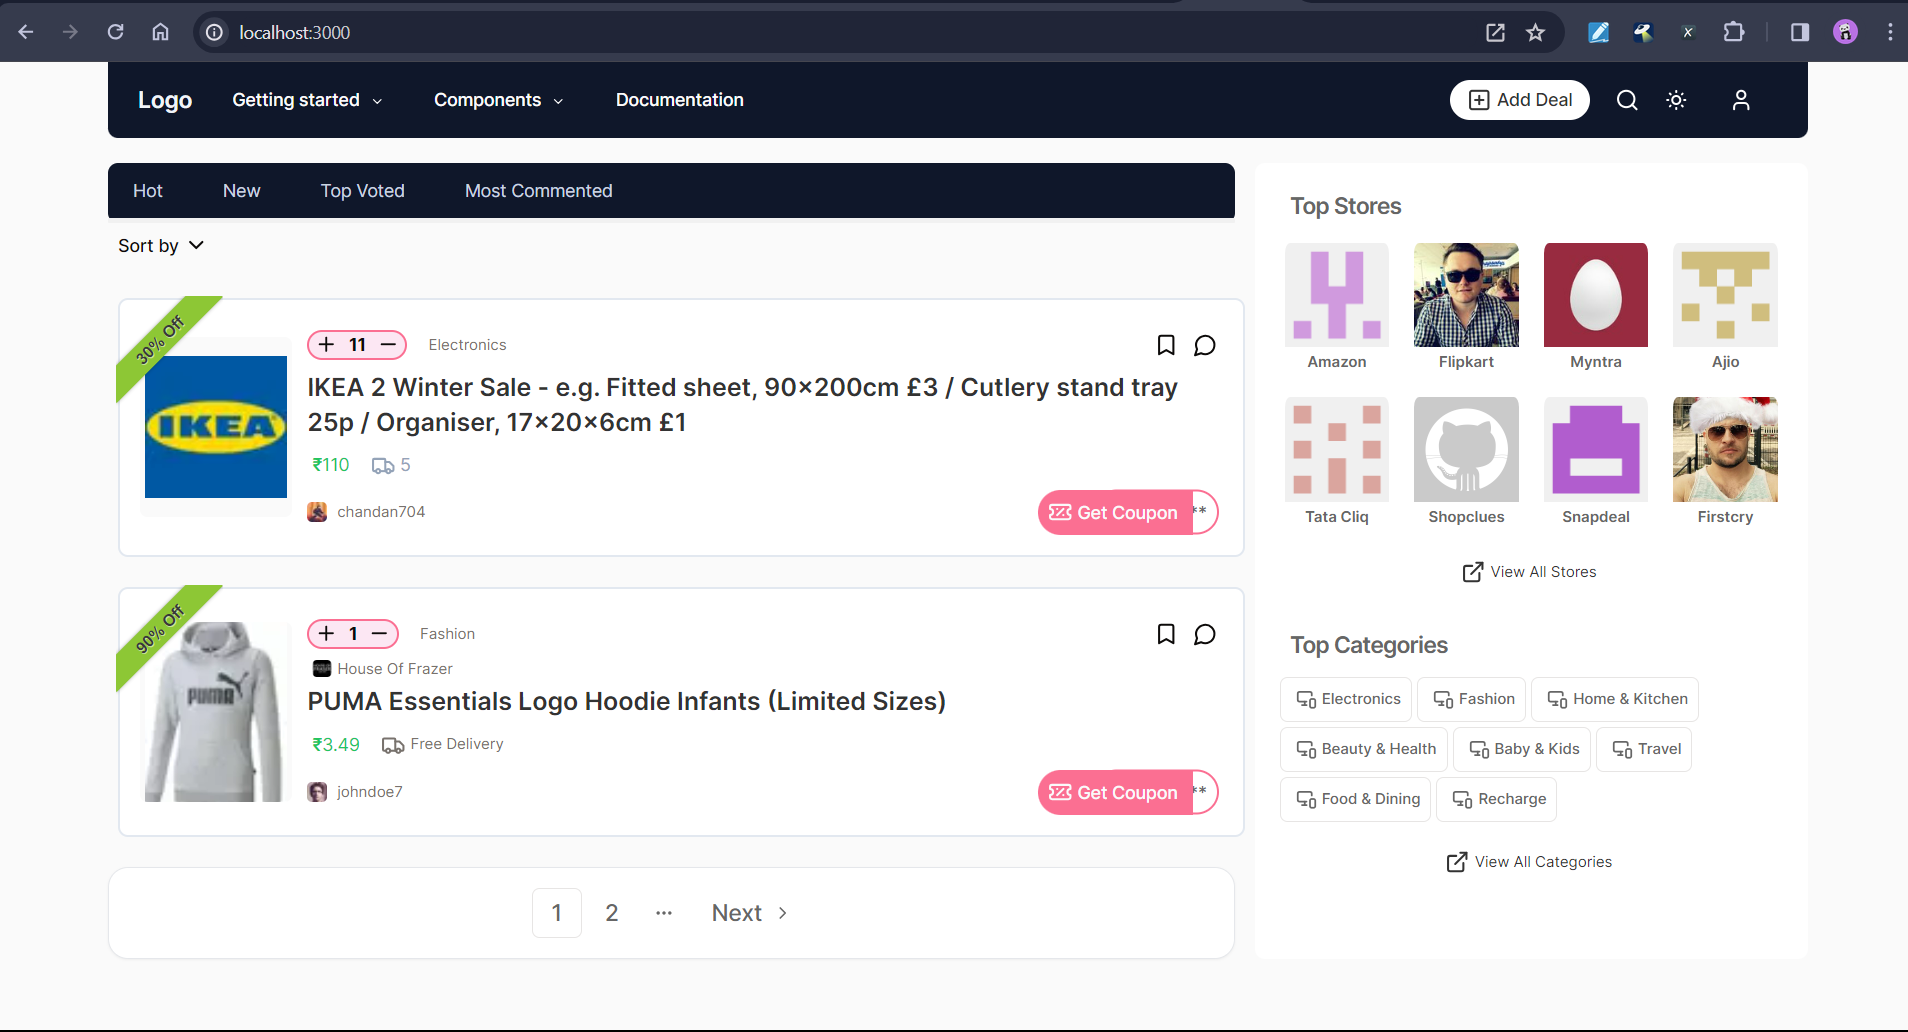 localhost:3000
Logo
Getting started
Components
Documentation
Add Deal
Hot
New
Top Voted
Most Commented
Sort by
30% Off
IKEA
11
Electronics
IKEA 2 Winter Sale - e.g. Fitted sheet, 90×200cm £3 / Cutlery stand tray
25p / Organiser, 17×20×6cm £1
₹110
5
chandan704
Get Coupon
**
90% Off
PUMA
1
Fashion
House Of Frazer
PUMA Essentials Logo Hoodie Infants (Limited Sizes)
₹3.49
Free Delivery
johndoe7
Get Coupon
**
1
2
···
Next
Top Stores
Amazon
Flipkart
Myntra
Ajio
Tata Cliq
Shopclues
Snapdeal
Firstcry
View All Stores
Top Categories
Electronics
Fashion
Home & Kitchen
Beauty & Health
Baby & Kids
Travel
Food & Dining
Recharge
View All Categories